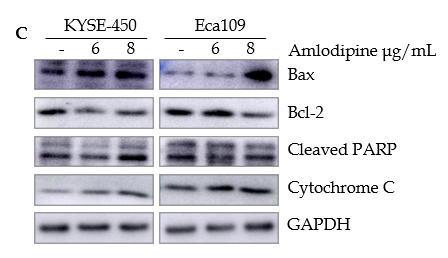 C
KYSE-450 Eca109
- 6 8 - 6 8 Amlodipine µg/mL
Bax
Bcl-2
Cleaved PARP
Cytochrome C
GAPDH